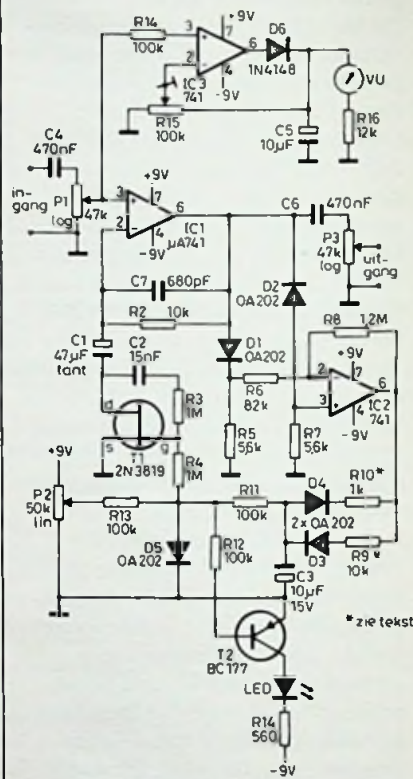 R14
100k
+9V
3
7
6
2
4
-9V
IC3
741
D6
1N4148
VU
R15
100k
C5
10µF
R16
12k
C4
470nF
in-
gang
P1
log
47k
+9V
3
7
6
2
4
-9V
IC1
µA741
C6
470nF
P3
47k
log
uit-
gang
C7
680pF
R2
10k
D2
OA202
R8
1,2M
C1
47µF
tant
C2
15nF
D1
OA202
R6
82k
+9V
2
7
6
3
4
-9V
IC2
741
R3
1M
d
s
g
T1
2N3819
R4
1M
R5
5,6k
R7
5,6k
+9V
P2
50k
lin
R13
100k
R11
100k
D4
R10*
1k
2x OA202
D5
OA202
R12
100k
D3
R9*
10k
C3
10µF
15V
* zie tekst
T2
BC177
LED
R14
560
-9V